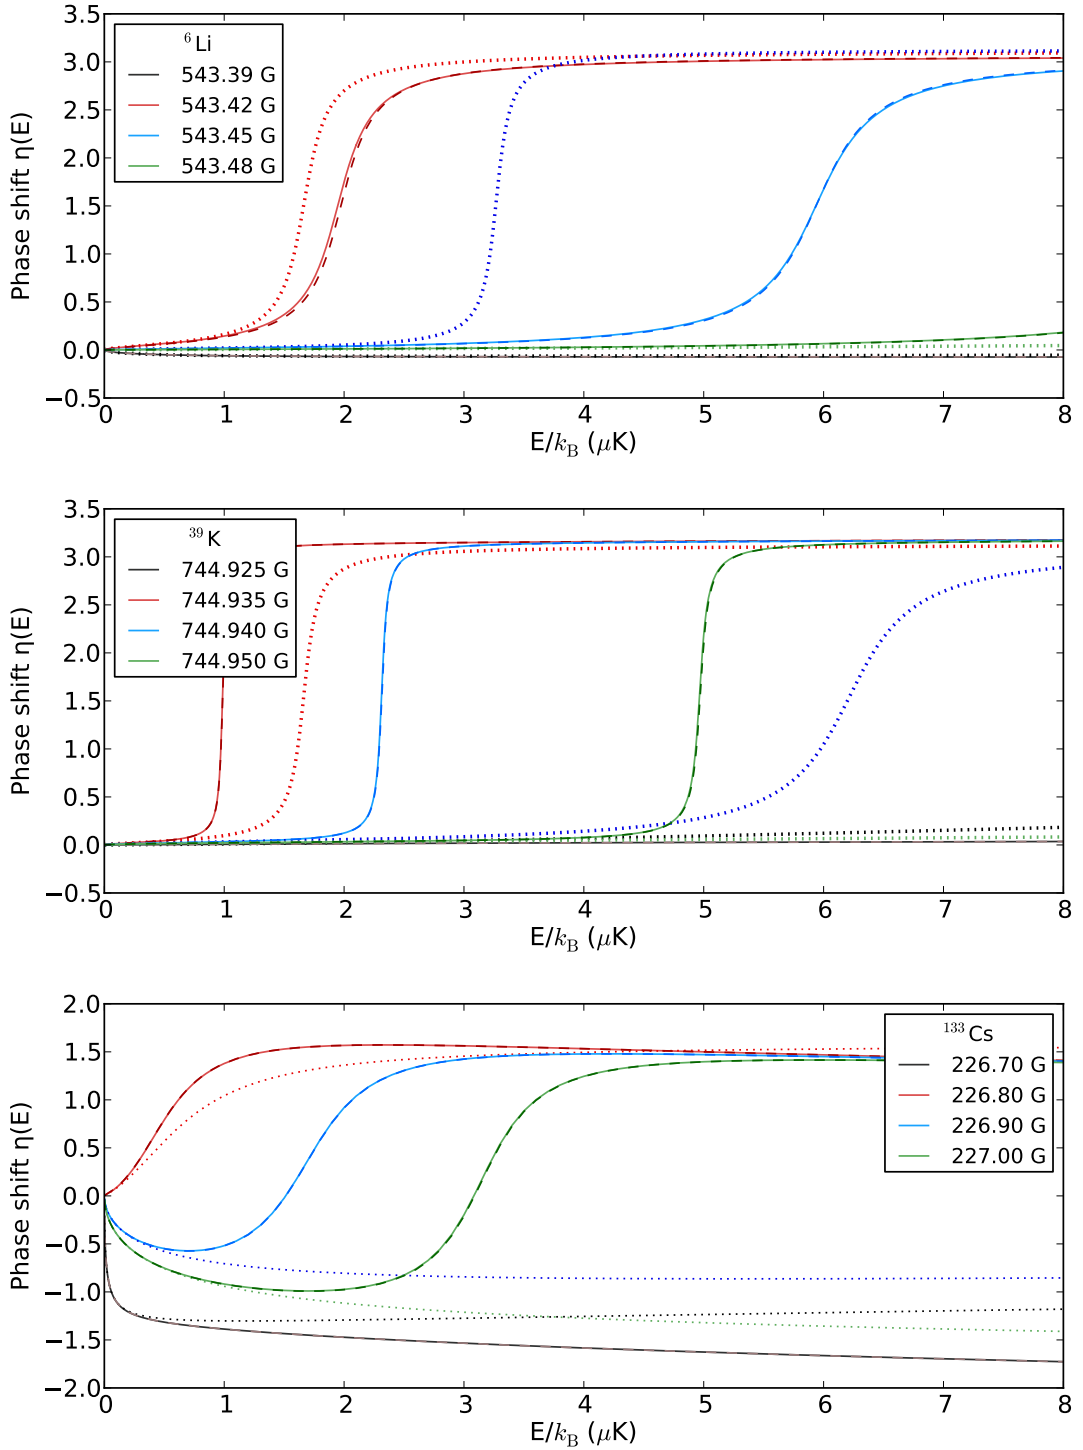 3.5
3.0
2.5
2.0
1.5
1.0
0.5
0.0
−0.5
Phase shift η(E)
⁶Li
543.39 G
543.42 G
543.45 G
543.48 G
0 1 2 3 4 5 6 7 8
E/k_B (μK)
3.5
3.0
2.5
2.0
1.5
1.0
0.5
0.0
−0.5
Phase shift η(E)
³⁹K
744.925 G
744.935 G
744.940 G
744.950 G
0 1 2 3 4 5 6 7 8
E/k_B (μK)
2.0
1.5
1.0
0.5
0.0
−0.5
−1.0
−1.5
−2.0
Phase shift η(E)
¹³³Cs
226.70 G
226.80 G
226.90 G
227.00 G
0 1 2 3 4 5 6 7 8
E/k_B (μK)